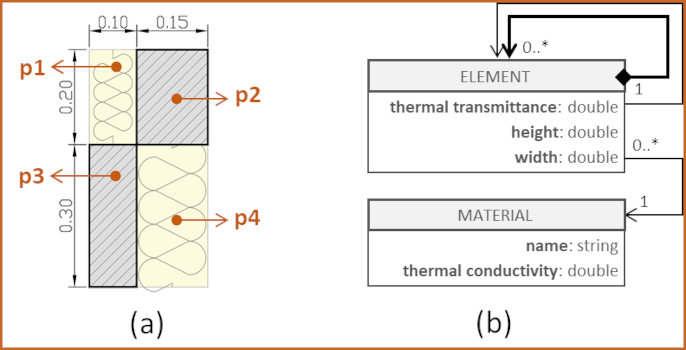 0.10 0.15
p1
0.20
p2
p3
0.30
p4
(a)
0..*
ELEMENT
1
thermal transmittance: double
height: double
width: double
0..*
MATERIAL
1
name: string
thermal conductivity: double
(b)